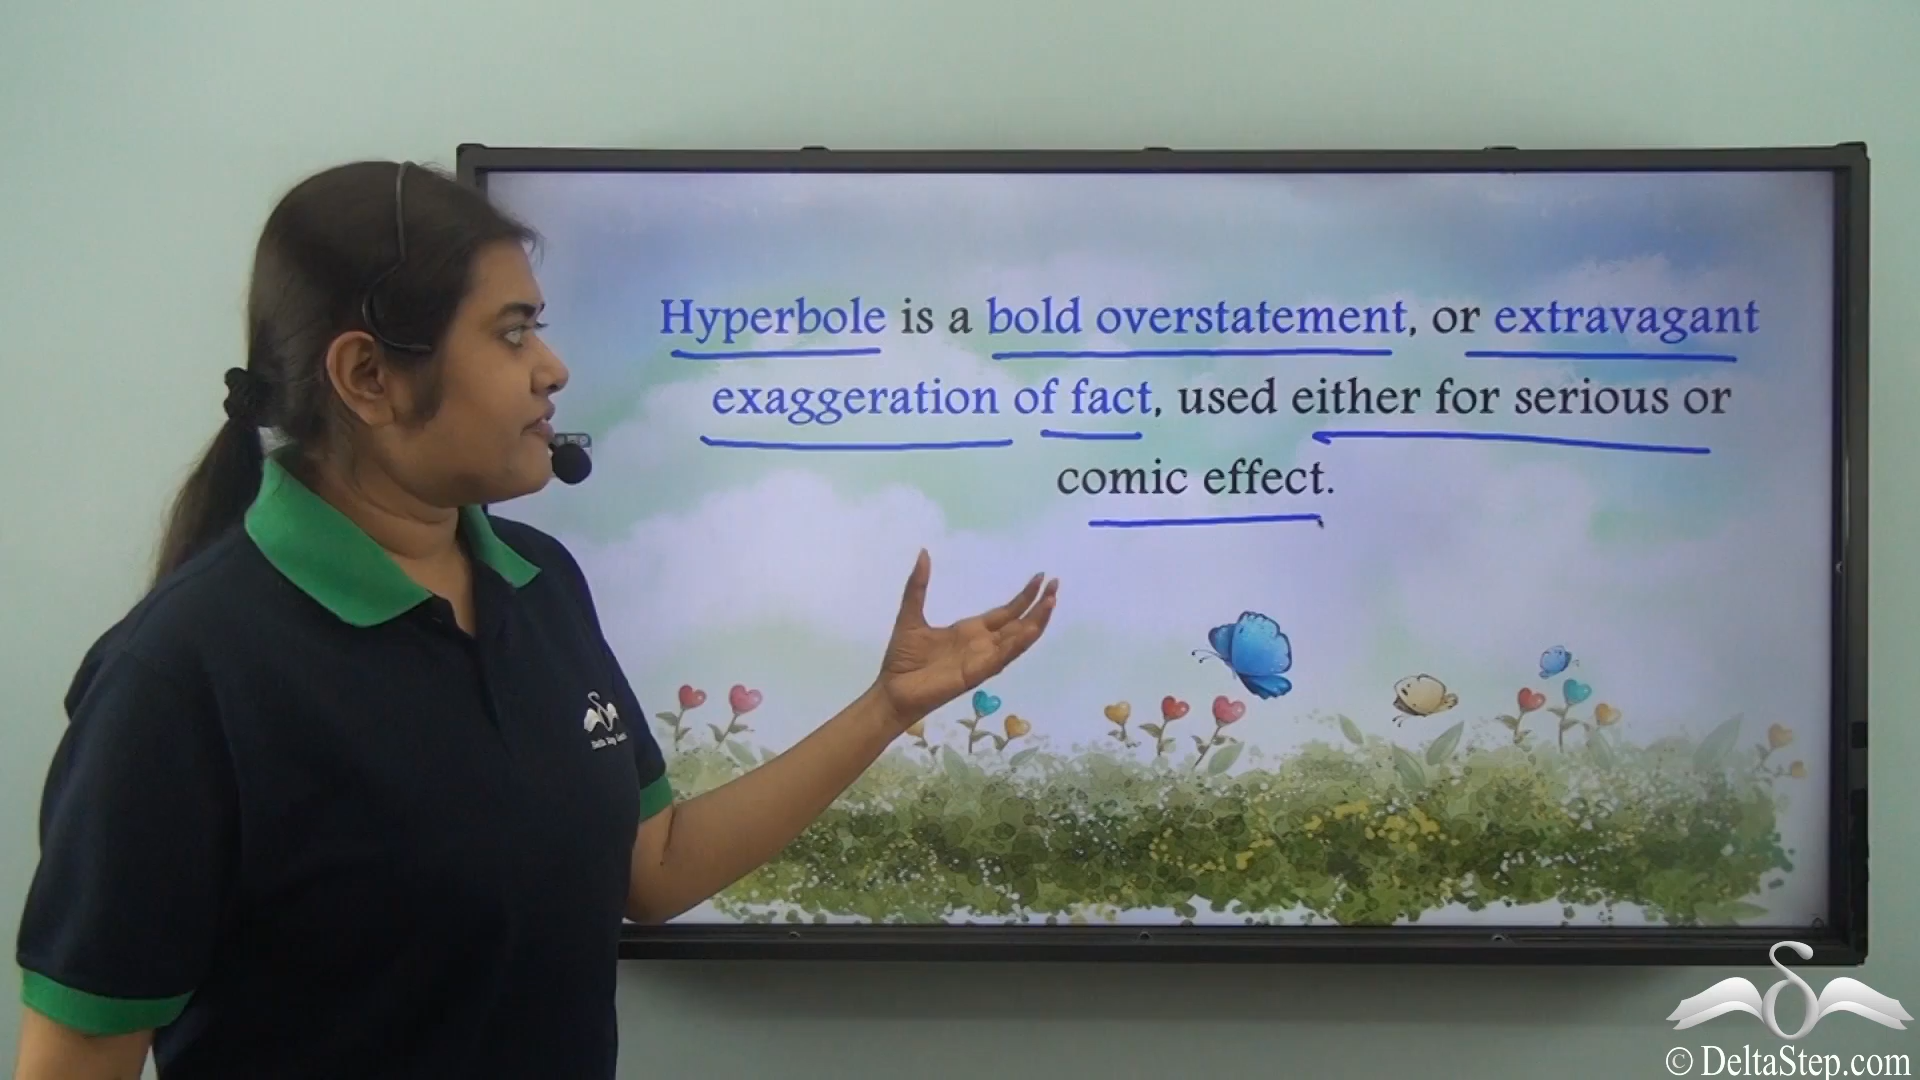 Hyperbole is a bold overstatement, or extravagant
exaggeration of fact, used either for serious or
comic effect.
© DeltaStep.com